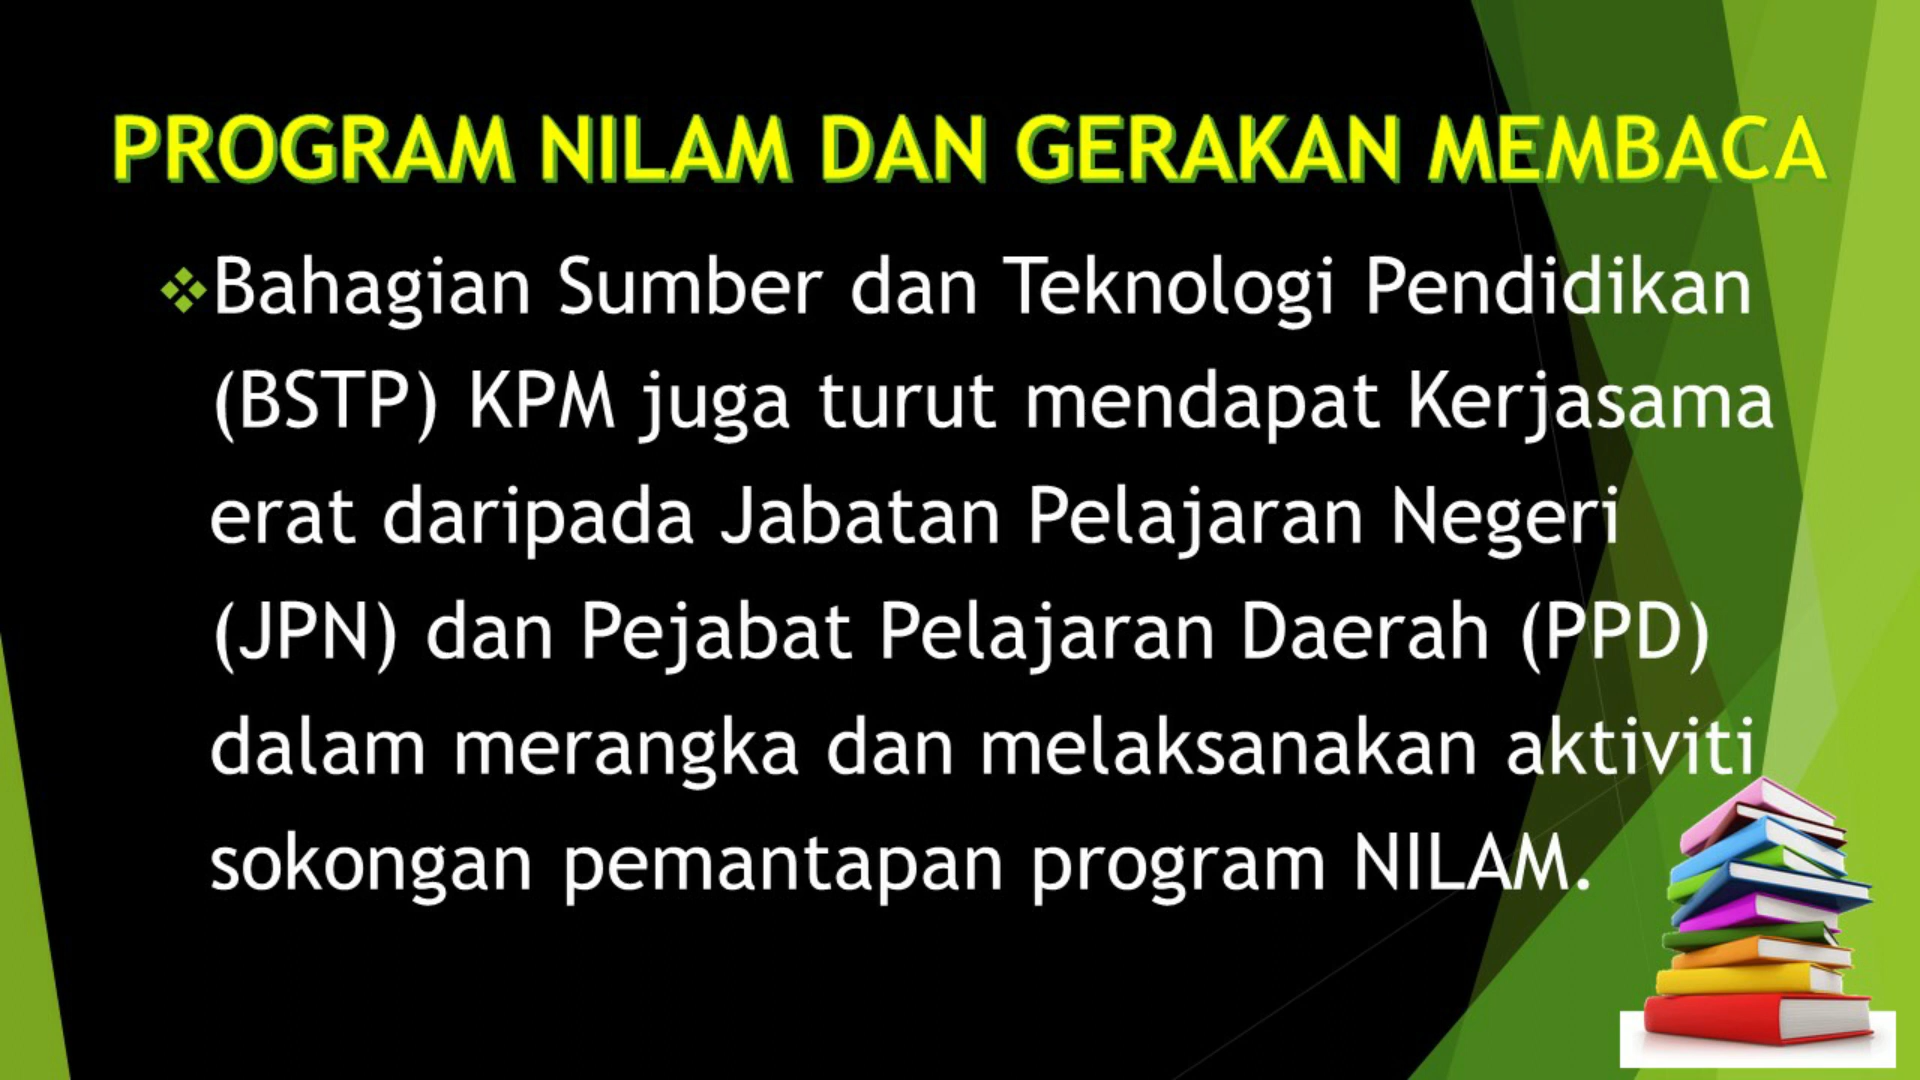 PROGRAM NILAM DAN GERAKAN MEMBACA
❖Bahagian Sumber dan Teknologi Pendidikan
(BSTP) KPM juga turut mendapat Kerjasama
erat daripada Jabatan Pelajaran Negeri
(JPN) dan Pejabat Pelajaran Daerah (PPD)
dalam merangka dan melaksanakan aktiviti
sokongan pemantapan program NILAM.